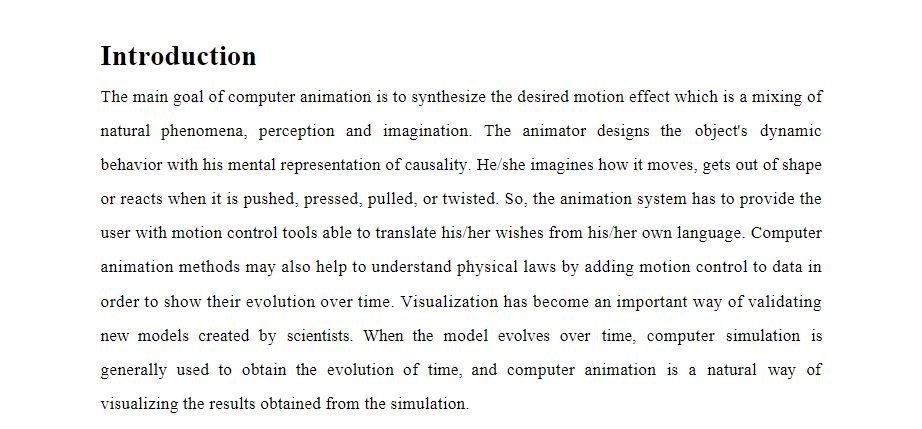 Introduction
The main goal of computer animation is to synthesize the desired motion effect which is a mixing of
natural phenomena, perception and imagination. The animator designs the object's dynamic
behavior with his mental representation of causality. He/she imagines how it moves, gets out of shape
or reacts when it is pushed, pressed, pulled, or twisted. So, the animation system has to provide the
user with motion control tools able to translate his/her wishes from his/her own language. Computer
animation methods may also help to understand physical laws by adding motion control to data in
order to show their evolution over time. Visualization has become an important way of validating
new models created by scientists. When the model evolves over time, computer simulation is
generally used to obtain the evolution of time, and computer animation is a natural way of
visualizing the results obtained from the simulation.